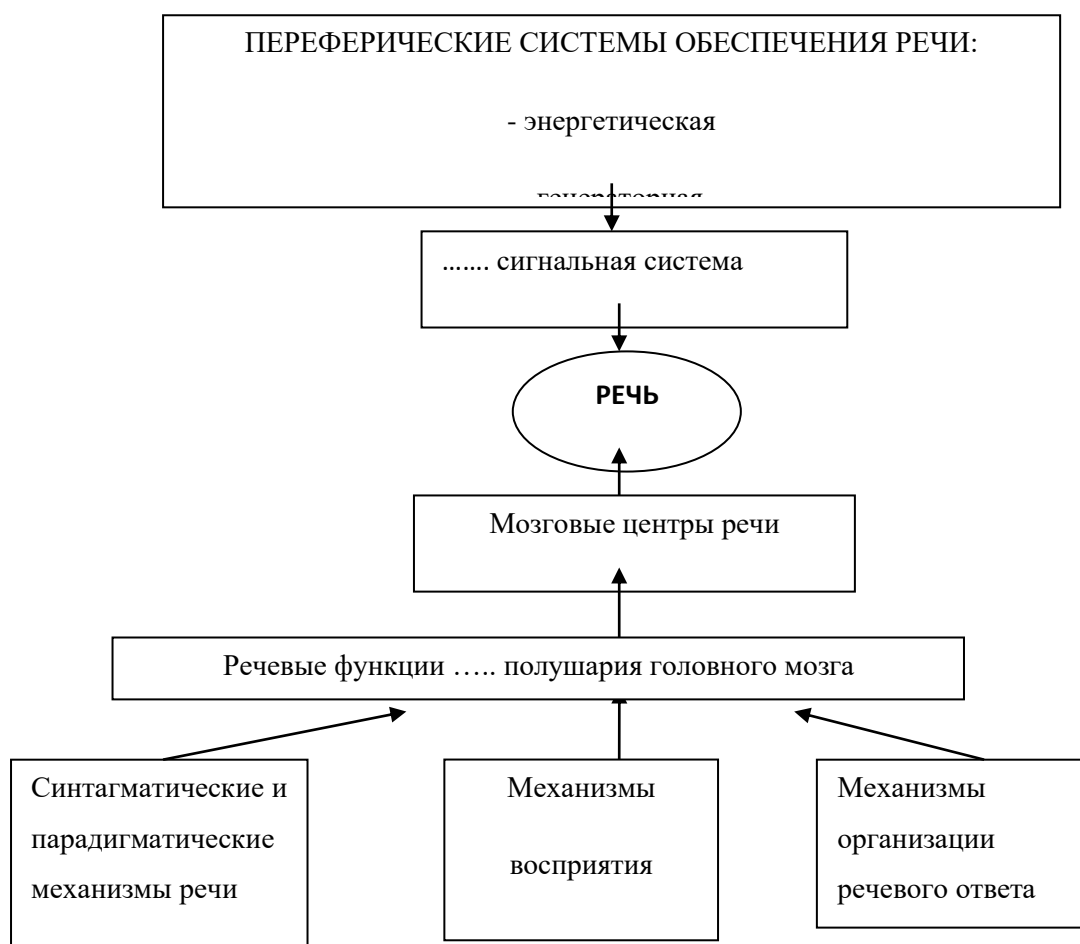 ПЕРЕФЕРИЧЕСКИЕ СИСТЕМЫ ОБЕСПЕЧЕНИЯ РЕЧИ:
- энергетическая
генераторная
....... сигнальная система
РЕЧЬ
Мозговые центры речи
Речевые функции ….. полушария головного мозга
Синтагматические и
парадигматические
механизмы речи
Механизмы
восприятия
Механизмы
организации
речевого ответа